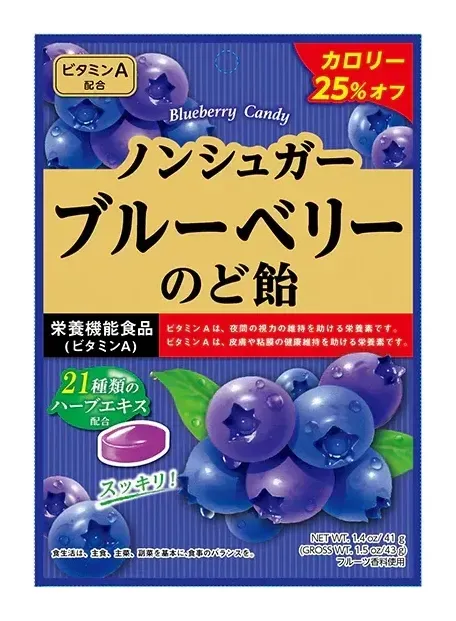 ビタミンA
配合
カロリー
25%オフ
Blueberry Candy
ノンシュガー
ブルーベリー
のど飴
栄養機能食品
(ビタミンA)
ビタミンAは、夜間の視力の維持を助ける栄養素です。
ビタミンAは、皮膚や粘膜の健康維持を助ける栄養素です。
21種類の
ハーブエキス
配合
スッキリ!
食生活は、主食、主菜、副菜を基本に、食事のバランスを。
NET WT. 1.4 oz/ 41 g
(GROSS WT. 1.5 oz/43 g)
フルーツ香料使用